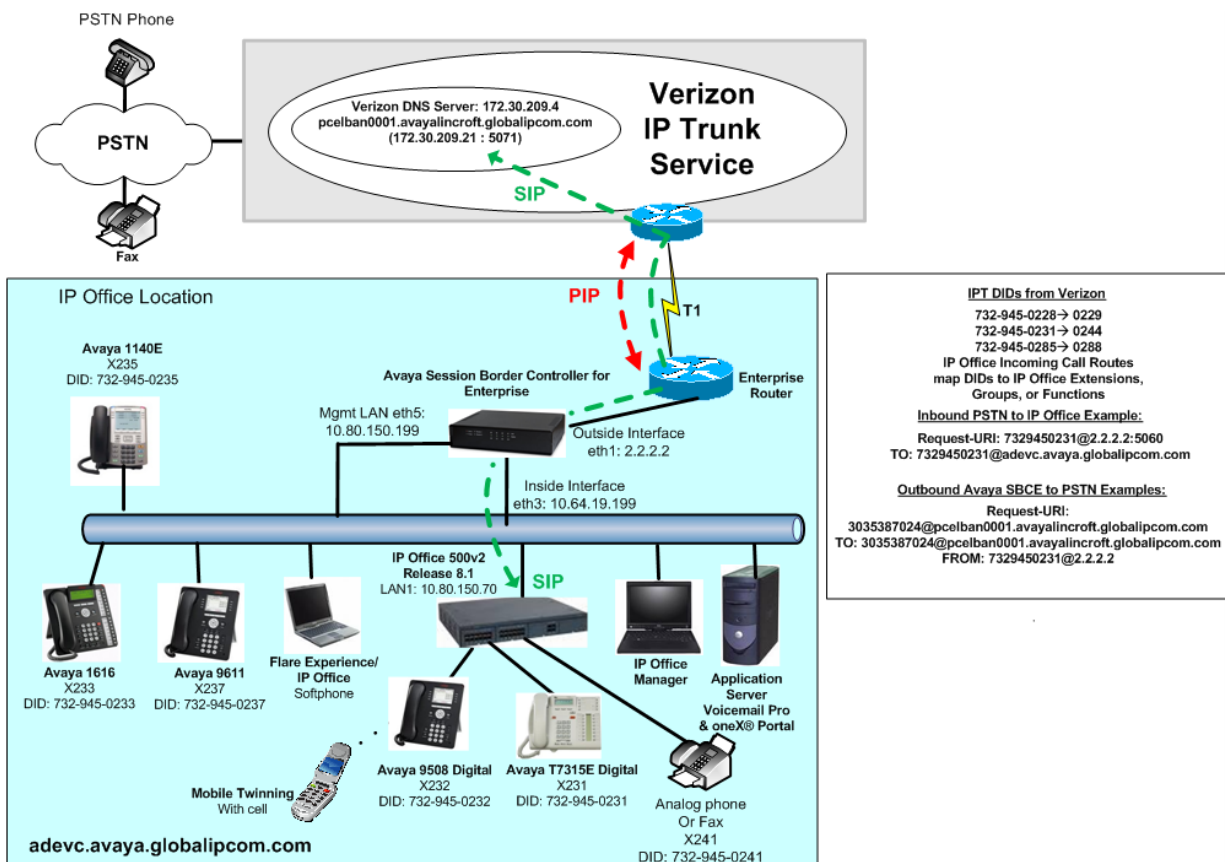 PSTN Phone
PSTN
Fax
Verizon DNS Server: 172.30.209.4
pcelban0001.avayalincroft.globalipcom.com
(172.30.209.21 : 5071)
Verizon
IP Trunk
Service
SIP
PIP
T1
IP Office Location
Avaya 1140E
X235
DID: 732-945-0235
Avaya Session Border Controller for
Enterprise
Enterprise
Router
Mgmt LAN eth5:
10.80.150.199
Outside Interface
eth1: 2.2.2.2
Inside Interface
eth3: 10.64.19.199
IP Office 500v2
Release 8.1
LAN1: 10.80.150.70
SIP
Avaya 1616
X233
DID: 732-945-0233
Avaya 9611
X237
DID: 732-945-0237
Flare Experience/
IP Office
Softphone
IP Office
Manager
Application
Server
Voicemail Pro
& oneX® Portal
Mobile Twinning
With cell
Avaya 9508 Digital
X232
DID: 732-945-0232
Avaya T7315E Digital
X231
DID: 732-945-0231
Analog phone
Or Fax
X241
DID: 732-945-0241
adevc.avaya.globalipcom.com
IPT DIDs from Verizon
732-945-0228→ 0229
732-945-0231→ 0244
732-945-0285→ 0288
IP Office Incoming Call Routes
map DIDs to IP Office Extensions,
Groups, or Functions
Inbound PSTN to IP Office Example:
Request-URI: 7329450231@2.2.2.2:5060
TO: 7329450231@adevc.avaya.globalipcom.com
Outbound Avaya SBCE to PSTN Examples:
Request-URI:
3035387024@pcelban0001.avayalincroft.globalipcom.com
TO: 3035387024@pcelban0001.avayalincroft.globalipcom.com
FROM: 7329450231@2.2.2.2